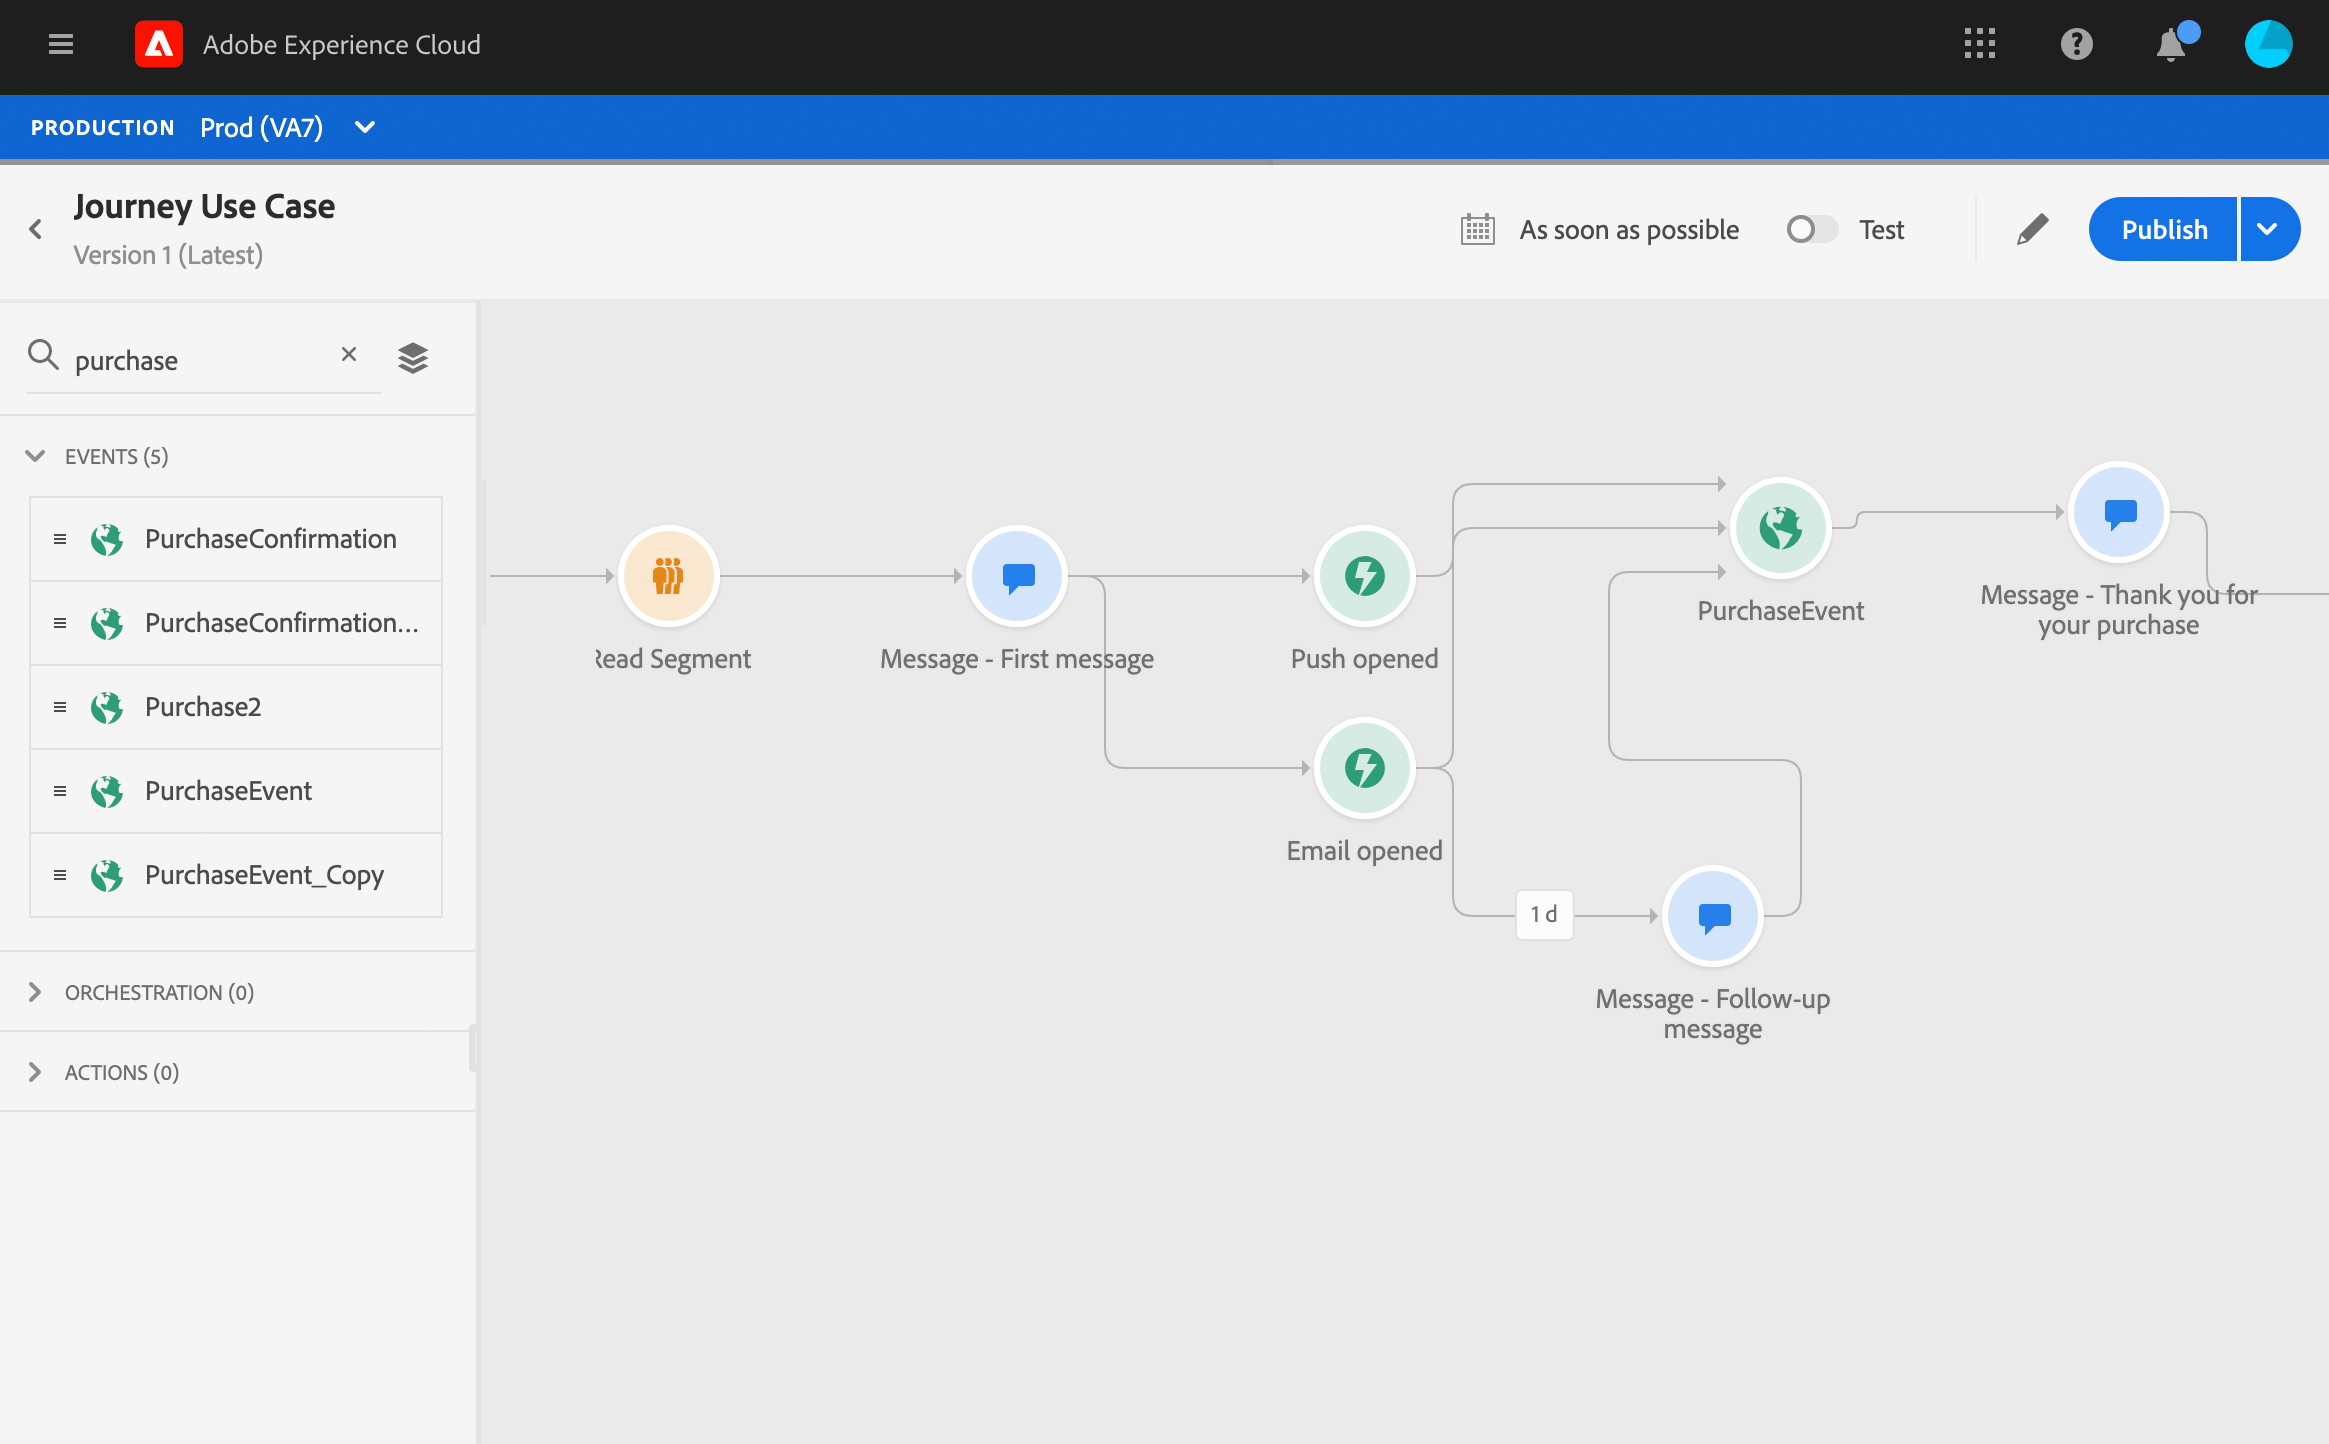 Adobe Experience Cloud
PRODUCTION Prod (VA7)
Journey Use Case
Version 1 (Latest)
As soon as possible
Test
Publish
purchase
EVENTS (5)
PurchaseConfirmation
PurchaseConfirmation...
Purchase2
PurchaseEvent
PurchaseEvent_Copy
ORCHESTRATION (0)
ACTIONS (0)
Read Segment
Message - First message
Push opened
Email opened
PurchaseEvent
Message - Thank you for
your purchase
1 d
Message - Follow-up
message